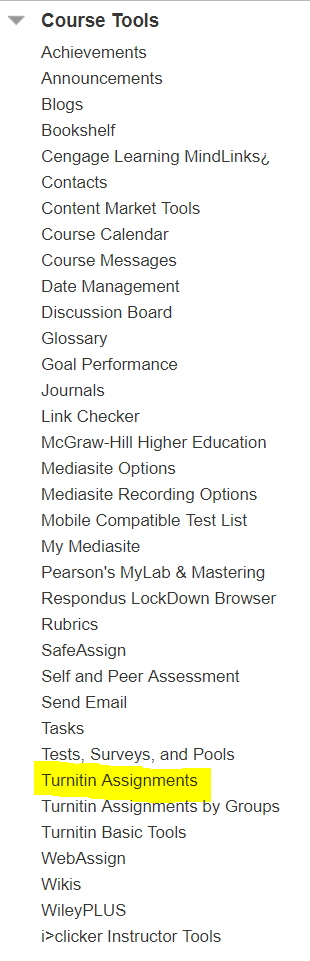 Course Tools
Achievements
Announcements
Blogs
Bookshelf
Cengage Learning MindLinks¿
Contacts
Content Market Tools
Course Calendar
Course Messages
Date Management
Discussion Board
Glossary
Goal Performance
Journals
Link Checker
McGraw-Hill Higher Education
Mediasite Options
Mediasite Recording Options
Mobile Compatible Test List
My Mediasite
Pearson's MyLab & Mastering
Respondus LockDown Browser
Rubrics
SafeAssign
Self and Peer Assessment
Send Email
Tasks
Tests, Surveys, and Pools
Turnitin Assignments
Turnitin Assignments by Groups
Turnitin Basic Tools
WebAssign
Wikis
WileyPLUS
i>clicker Instructor Tools